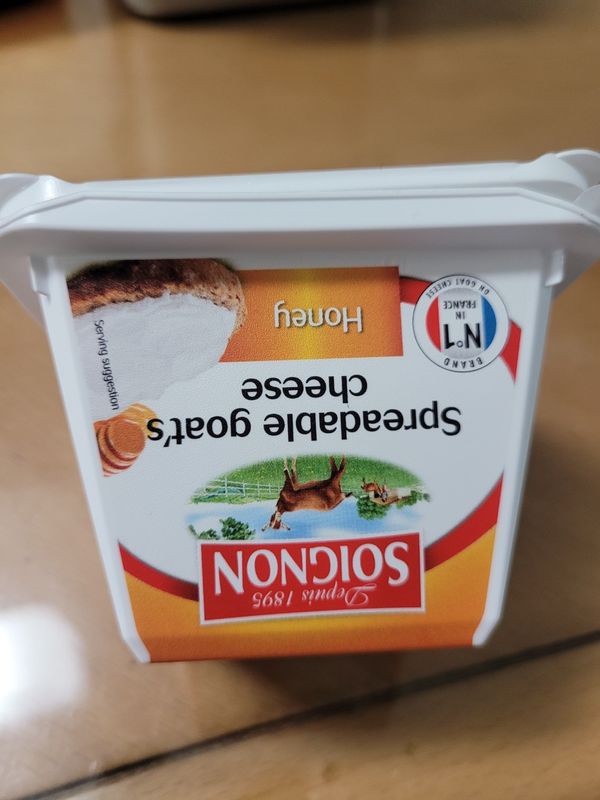 Depuis 1895
SOIGNON
Spreadable goat's
cheese
Honey
BRAND
N°1
IN
FRANCE
ON GOAT CHEESE
Serving suggestion